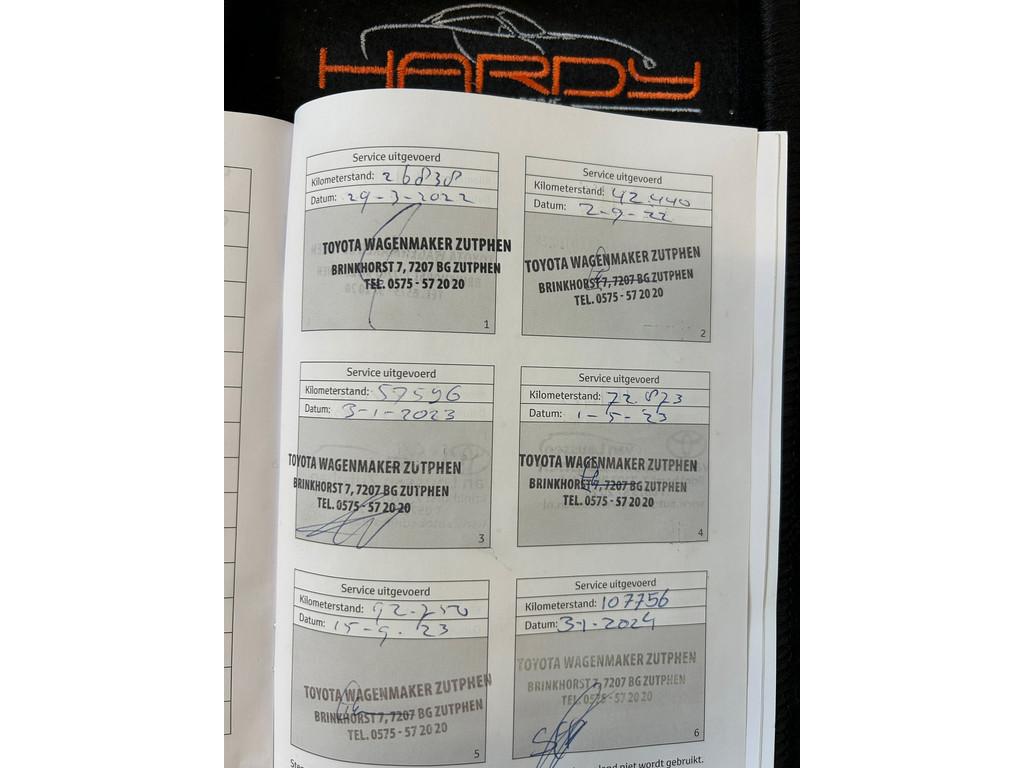 HARDY
Service uitgevoerd
Kilometerstand: 26838
Datum: 29-3-2022
TOYOTA WAGENMAKER ZUTPHEN
BRINKHORST 7, 7207 BG ZUTPHEN
TEL. 0575 - 57 20 20
1
Service uitgevoerd
Kilometerstand: 42.440
Datum: 2-9-22
TOYOTA WAGENMAKER ZUTPHEN
BRINKHORST 7, 7207 BG ZUTPHEN
TEL. 0575 - 57 20 20
2
Service uitgevoerd
Kilometerstand: 57596
Datum: 3-1-2023
TOYOTA WAGENMAKER ZUTPHEN
BRINKHORST 7, 7207 BG ZUTPHEN
TEL. 0575 - 57 20 20
3
Service uitgevoerd
Kilometerstand: 72.823
Datum: 1-5-23
TOYOTA WAGENMAKER ZUTPHEN
BRINKHORST 7, 7207 BG ZUTPHEN
TEL. 0575 - 57 20 20
4
Service uitgevoerd
Kilometerstand: 92.250
Datum: 15-9-23
TOYOTA WAGENMAKER ZUTPHEN
BRINKHORST 7, 7207 BG ZUTPHEN
TEL. 0575 - 57 20 20
5
Service uitgevoerd
Kilometerstand: 107756
Datum: 3-1-2024
TOYOTA WAGENMAKER ZUTPHEN
BRINKHORST 7, 7207 BG ZUTPHEN
TEL. 0575 - 57 20 20
6
niet wordt gebruikt.